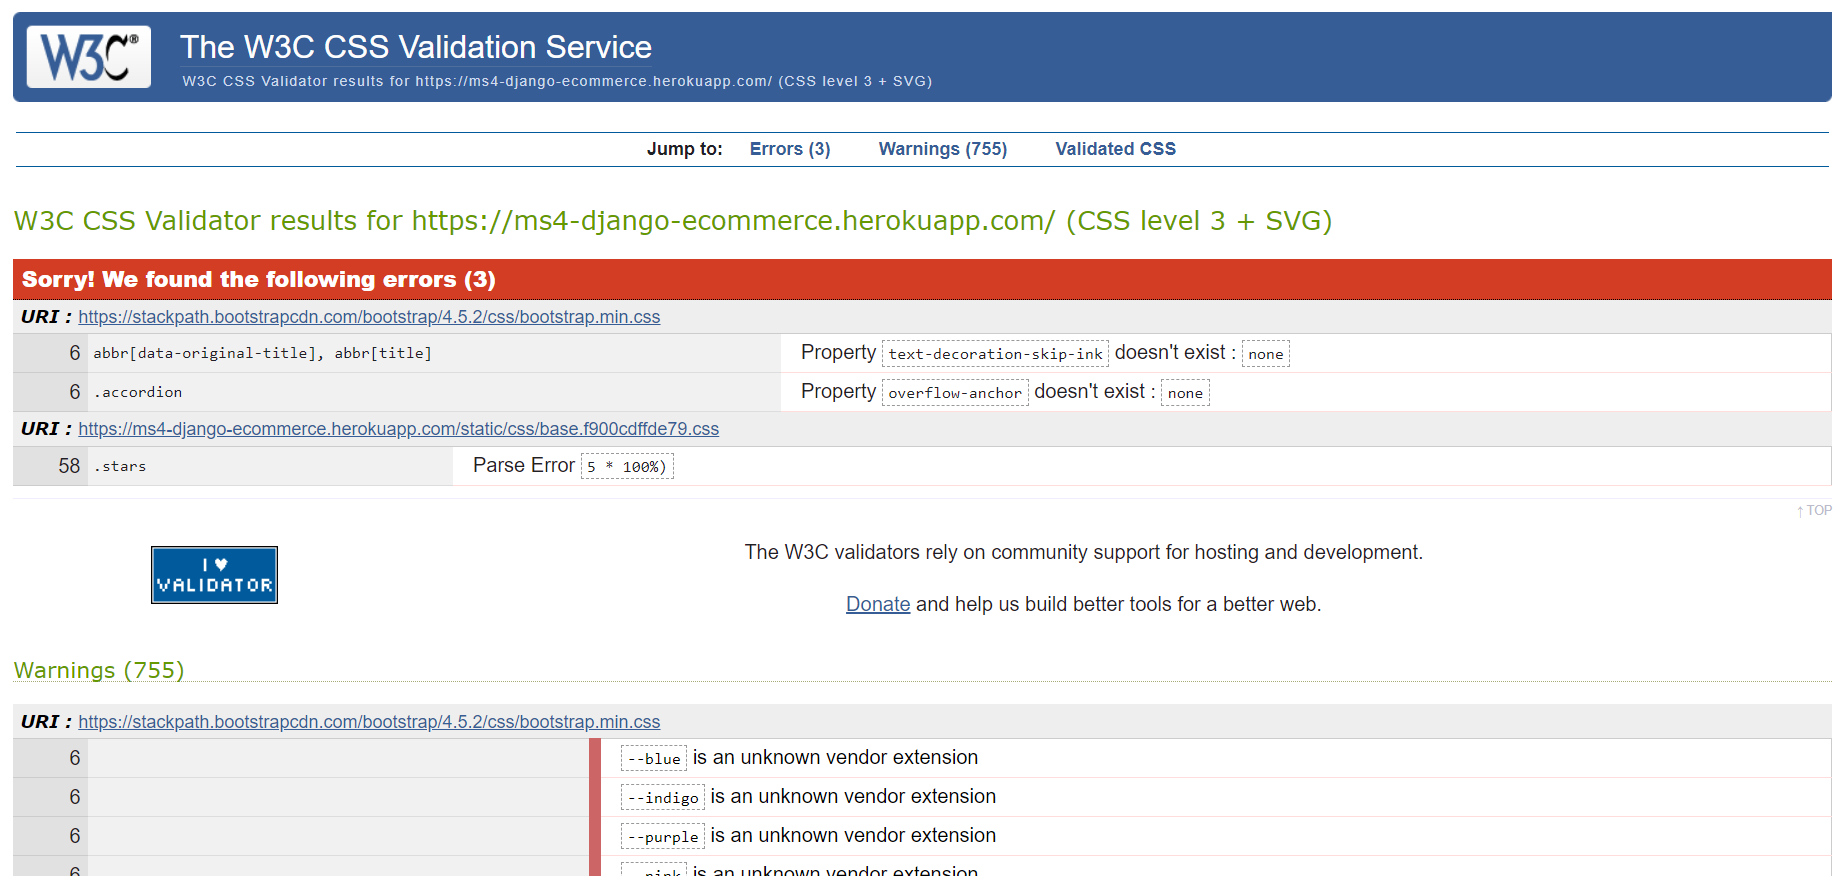 W3C®
The W3C CSS Validation Service
W3C CSS Validator results for https://ms4-django-ecommerce.herokuapp.com/ (CSS level 3 + SVG)
Jump to: Errors (3) Warnings (755) Validated CSS
W3C CSS Validator results for https://ms4-django-ecommerce.herokuapp.com/ (CSS level 3 + SVG)
Sorry! We found the following errors (3)
URI : https://stackpath.bootstrapcdn.com/bootstrap/4.5.2/css/bootstrap.min.css
6 abbr[data-original-title], abbr[title] Property text-decoration-skip-ink doesn't exist : none
6 .accordion Property overflow-anchor doesn't exist : none
URI : https://ms4-django-ecommerce.herokuapp.com/static/css/base.f900cdffde79.css
58 .stars Parse Error 5 * 100%)
↑ TOP
I ♥
VALIDATOR
The W3C validators rely on community support for hosting and development.
Donate and help us build better tools for a better web.
Warnings (755)
URI : https://stackpath.bootstrapcdn.com/bootstrap/4.5.2/css/bootstrap.min.css
6 --blue is an unknown vendor extension
6 --indigo is an unknown vendor extension
6 --purple is an unknown vendor extension
6 --pink is an unknown vendor extension